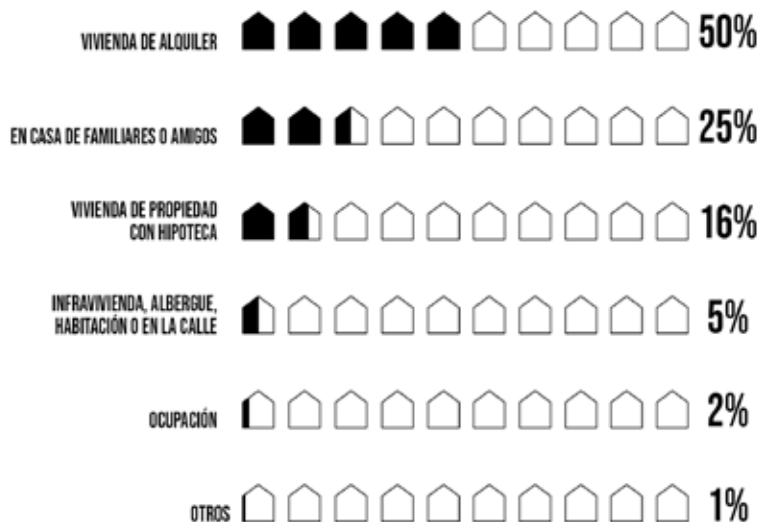 VIVIENDA DE ALQUILER 50%
EN CASA DE FAMILIARES O AMIGOS 25%
VIVIENDA DE PROPIEDAD
CON HIPOTECA 16%
INFRAVIVIENDA, ALBERGUE,
HABITACIÓN O EN LA CALLE 5%
OCUPACIÓN 2%
OTROS 1%